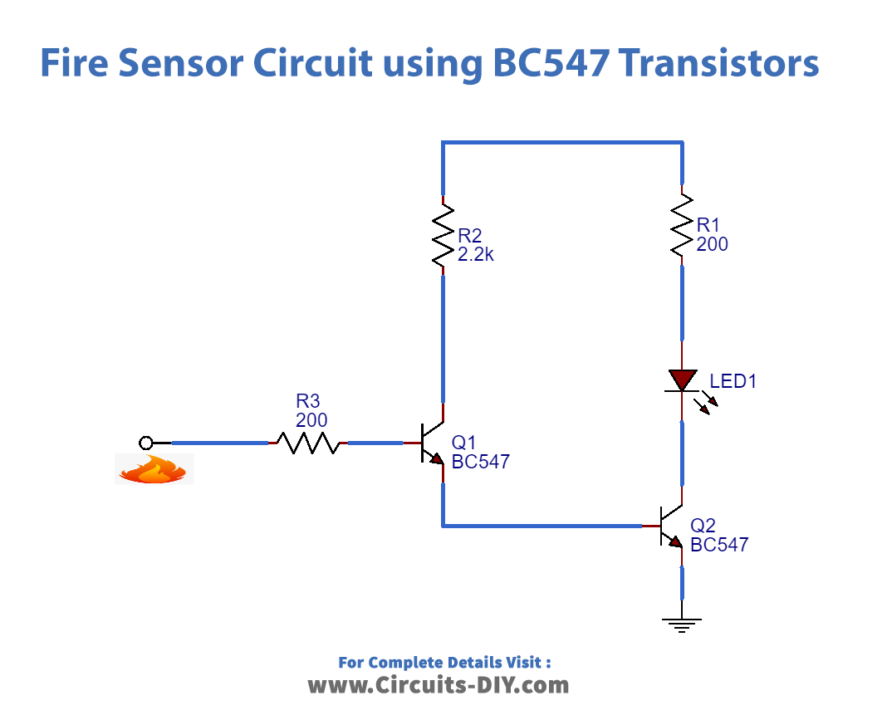 Fire Sensor Circuit using BC547 Transistors
R2
2.2k
R1
200
LED1
R3
200
Q1
BC547
Q2
BC547
For Complete Details Visit :
www.Circuits-DIY.com